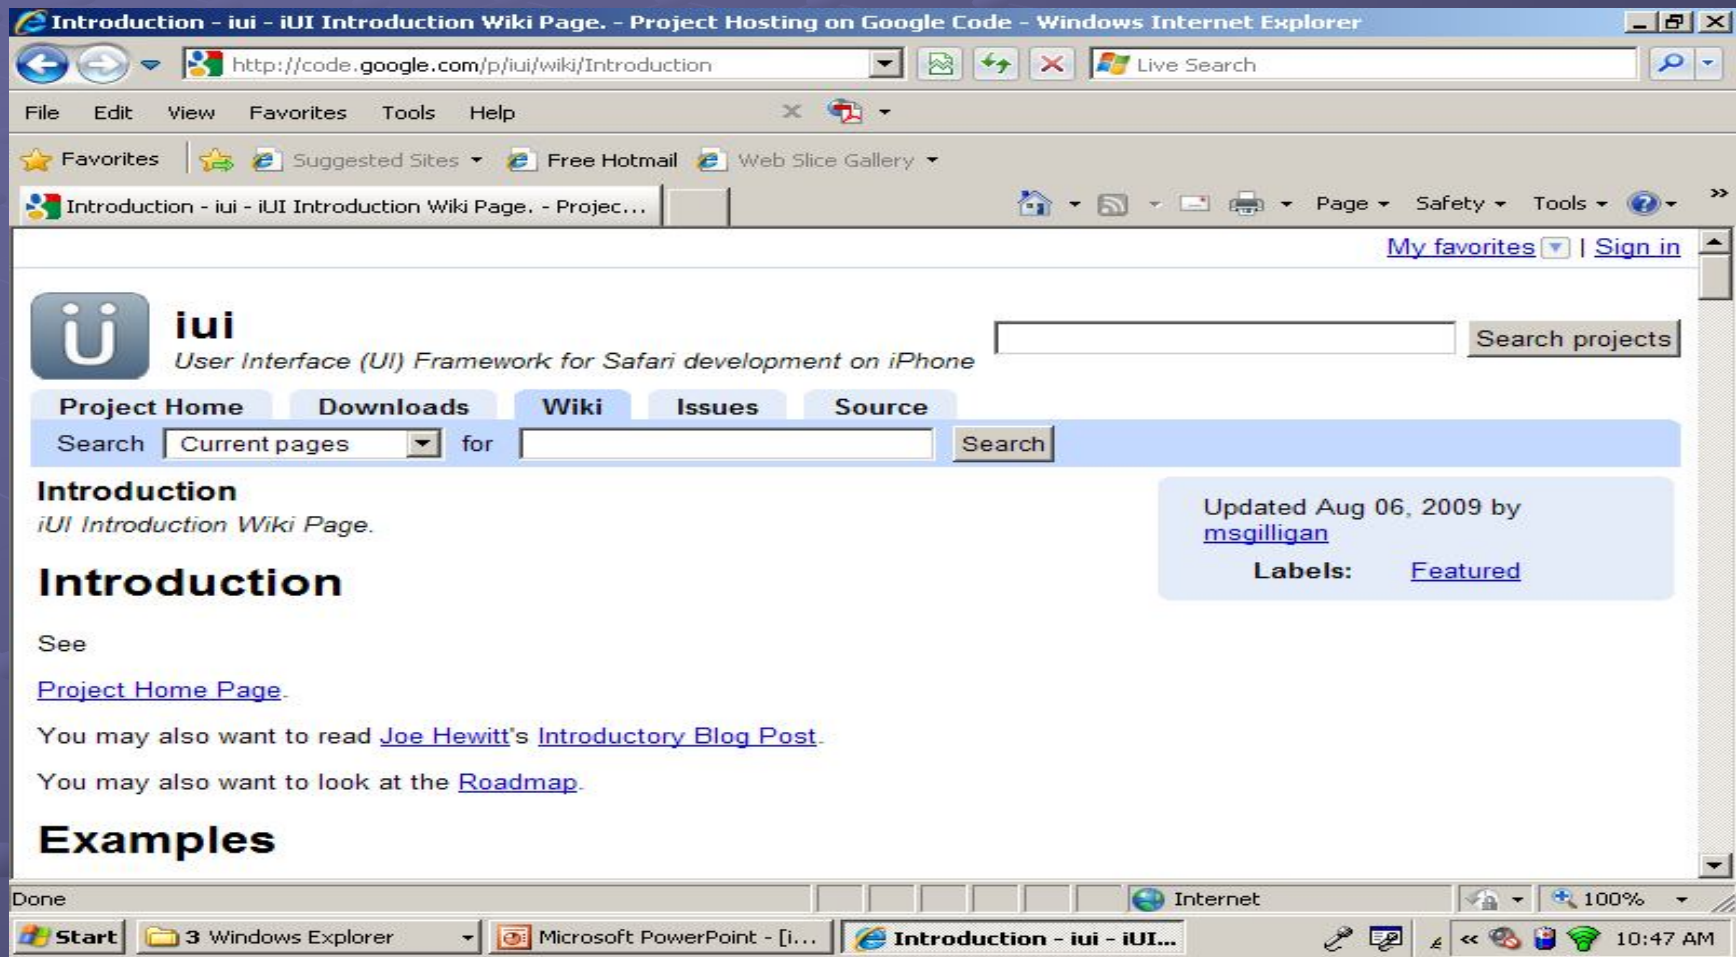 Introduction - iui - iUI Introduction Wiki Page. - Project Hosting on Google Code - Windows Internet Explorer
http://code.google.com/p/iui/wiki/Introduction
Live Search
File Edit View Favorites Tools Help
Favorites Suggested Sites Free Hotmail Web Slice Gallery
Introduction - iui - iUI Introduction Wiki Page. - Projec... Page Safety Tools »
My favorites | Sign in
iui
User Interface (UI) Framework for Safari development on iPhone
Search projects
Project Home Downloads Wiki Issues Source
Search Current pages for Search
Introduction
iUI Introduction Wiki Page.
Updated Aug 06, 2009 by
msgilligan
Labels: Featured
Introduction
See
Project Home Page.
You may also want to read Joe Hewitt's Introductory Blog Post.
You may also want to look at the Roadmap.
Examples
Done Internet 100%
Start 3 Windows Explorer Microsoft PowerPoint - [i... Introduction - iui - iUI... « 10:47 AM